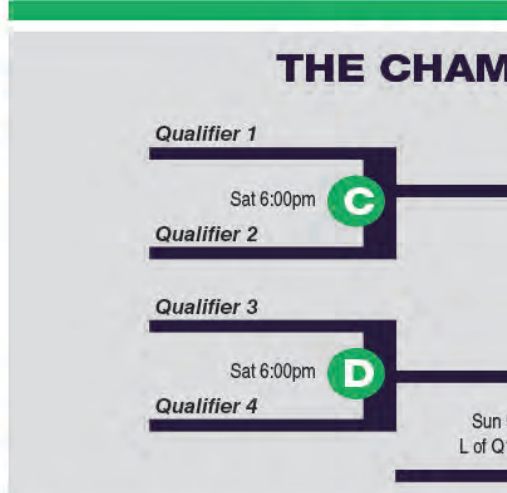 THE CHAM
Qualifier 1
Sat 6:00pm
C
Qualifier 2
Qualifier 3
Sat 6:00pm
D
Qualifier 4
Sun
L of Q